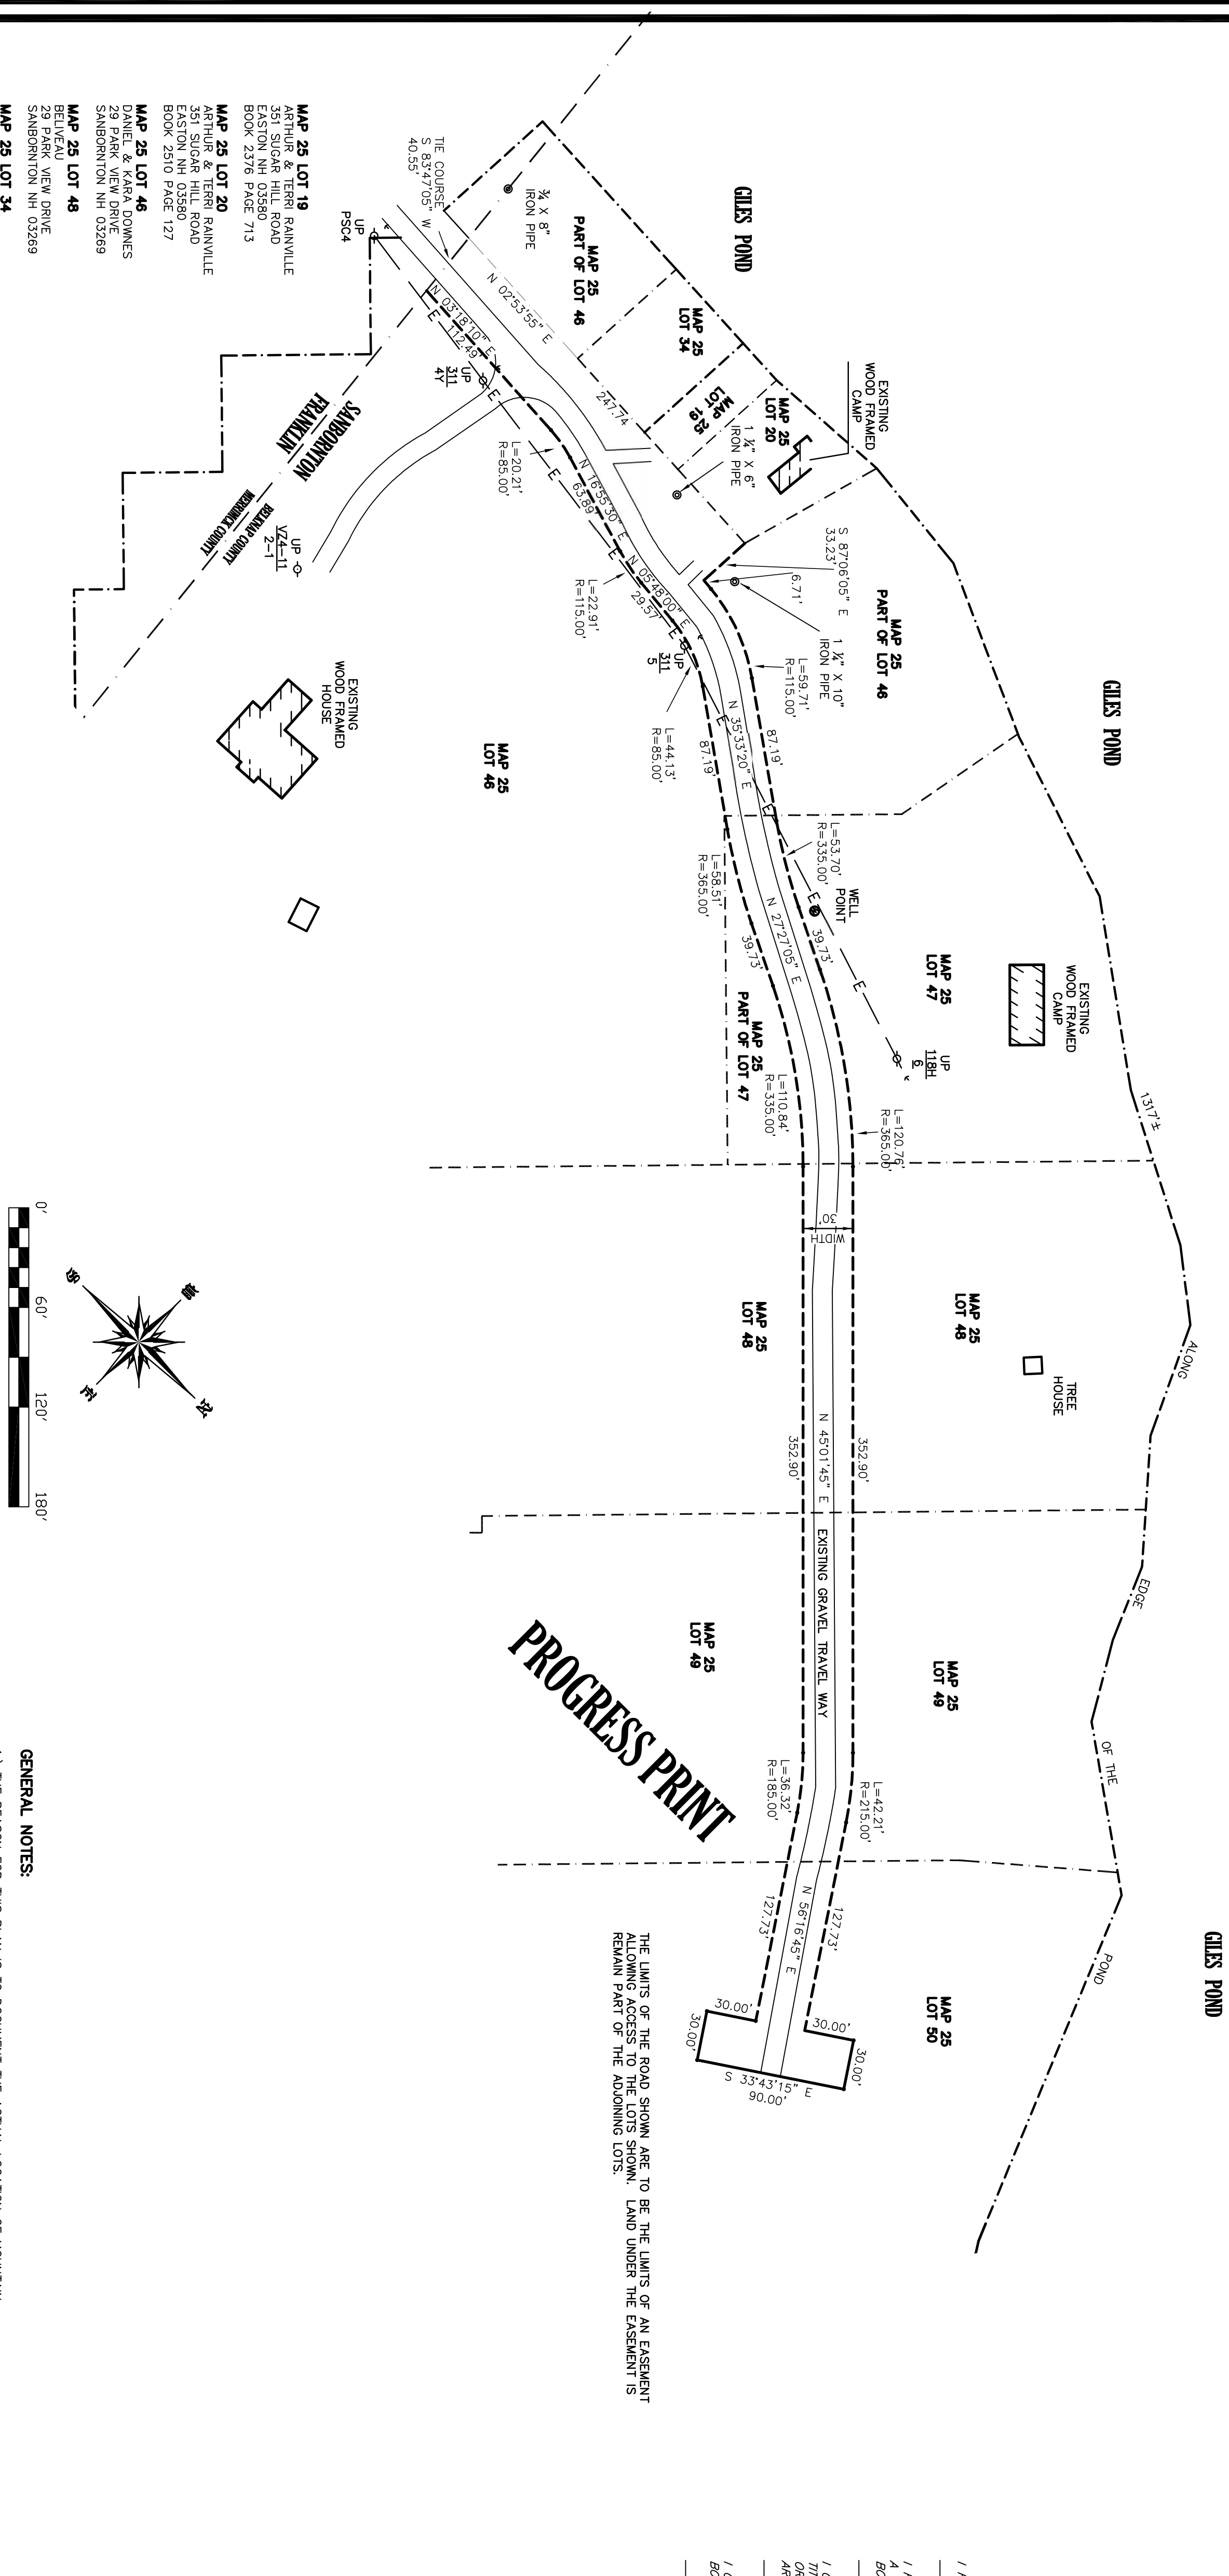 GILES POND
GILES POND
GILES POND
1317'±
ALONG
EDGE
OF THE
POND
EXISTING
WOOD FRAMED
CAMP
EXISTING
WOOD FRAMED
CAMP
TREE
HOUSE
MAP 25
PART OF LOT 46
MAP 25
LOT 34
MAP 25
LOT 19
MAP 25
LOT 20
MAP 25
PART OF LOT 46
MAP 25
LOT 47
MAP 25
LOT 48
MAP 25
LOT 49
MAP 25
LOT 50
¾" X 8"
IRON PIPE
1 ¼" X 6"
IRON PIPE
1 ¼" X 10"
IRON PIPE
S 87°06'05" E
33.23'
6.71'
L=59.71'
R=115.00'
87.19'
L=53.70'
R=335.00'
WELL
POINT
39.73'
UP
118H
6
L=120.76'
R=365.00'
352.90'
L=42.21'
R=215.00'
127.73'
30.00'
30.00'
TIE COURSE
S 83°47'05" W
40.55'
N 02°53'55" E
247.74
N 03°18'10" E
112.49'
N 16°55'30" E
63.89'
N 05°48'00" E
29.57'
N 35°33'20" E
N 27°27'05" E
30'
WIDTH
N 45°01'45" E
EXISTING GRAVEL TRAVEL WAY
N 56°16'45" E
S 33°43'15" E
90.00'
30.00'
30.00'
E
E
E
E
E
E
E
E
E
UP
PSC4
UP
311
4Y
L=20.21'
R=85.00'
L=22.91'
R=115.00'
UP
311
5
L=44.13'
R=85.00'
87.19'
L=58.51'
R=365.00'
39.73'
MAP 25
PART OF LOT 47
L=110.84'
R=335.00'
352.90'
L=36.32'
R=185.00'
127.73'
MAP 25
LOT 46
MAP 25
LOT 48
MAP 25
LOT 49
SANBORNTON
FRANKLIN
BELKNAP COUNTY
MERRIMCK COUNTY
UP
VZ4-11
2-1
EXISTING
WOOD FRAMED
HOUSE
PROGRESS PRINT
THE LIMITS OF THE ROAD SHOWN ARE TO BE THE LIMITS OF AN EASEMENT
ALLOWING ACCESS TO THE LOTS SHOWN. LAND UNDER THE EASEMENT IS
REMAIN PART OF THE ADJOINING LOTS.
MAP 25 LOT 19
ARTHUR & TERRI RAINVILLE
351 SUGAR HILL ROAD
EASTON NH 03580
BOOK 2376 PAGE 713
MAP 25 LOT 20
ARTHUR & TERRI RAINVILLE
351 SUGAR HILL ROAD
EASTON NH 03580
BOOK 2510 PAGE 127
MAP 25 LOT 46
DANIEL & KARA DOWNES
29 PARK VIEW DRIVE
SANBORNTON NH 03269
MAP 25 LOT 48
BELIVEAU
29 PARK VIEW DRIVE
SANBORNTON NH 03269
MAP 25 LOT 34
N
E
S
W
0'
60'
120'
180'
GENERAL NOTES: